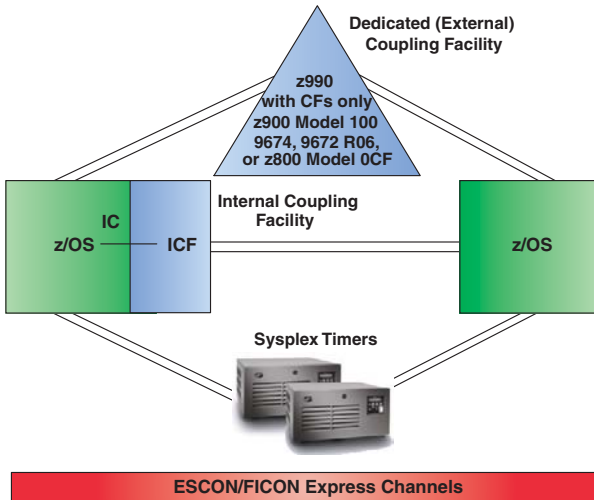 Dedicated (External)
Coupling Facility
z990
with CFs only
z900 Model 100
9674, 9672 R06,
or z800 Model 0CF
Internal Coupling
Facility
IC
z/OS
ICF
z/OS
Sysplex Timers
ESCON/FICON Express Channels